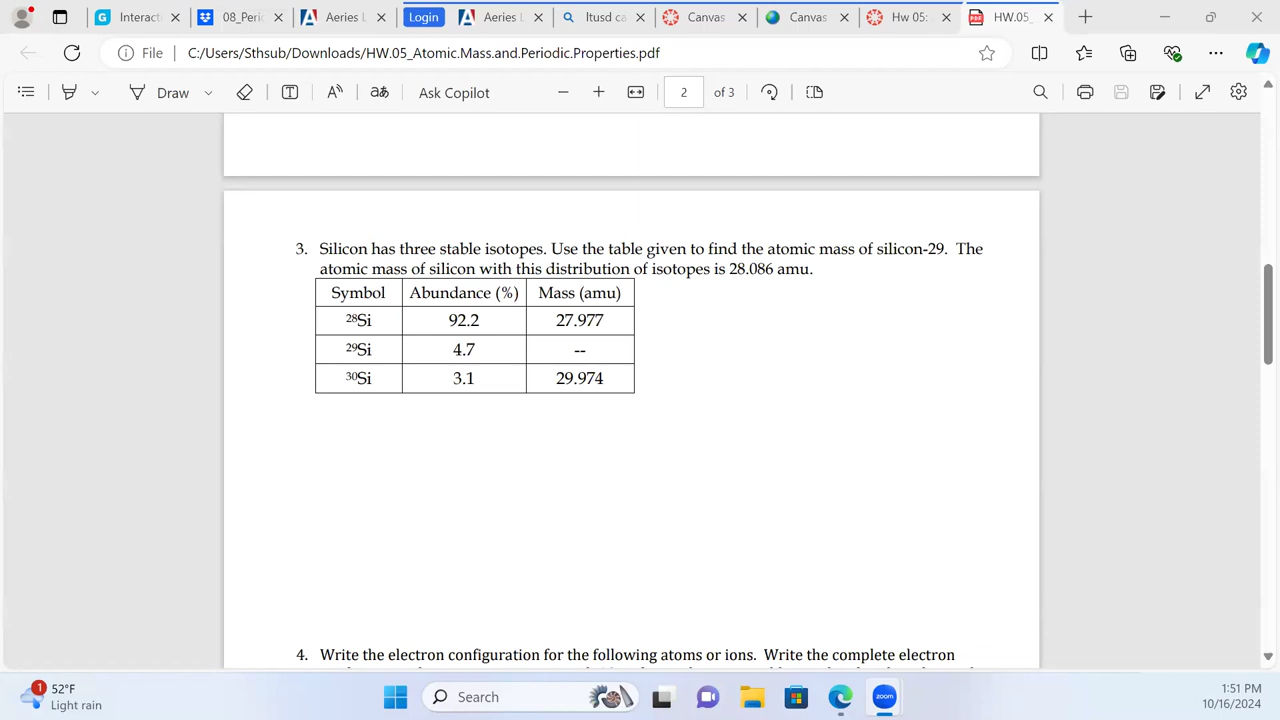 Interact
08_Peri
Aeries L
Login
Aeries L
ltusd ca
Canvas
Canvas
Hw 05:
HW.05_
File C:/Users/Sthsub/Downloads/HW.05_Atomic.Mass.and.Periodic.Properties.pdf
Draw
aあ
Ask Copilot
2 of 3
3. Silicon has three stable isotopes. Use the table given to find the atomic mass of silicon-29. The
atomic mass of silicon with this distribution of isotopes is 28.086 amu.
Symbol Abundance (%) Mass (amu)
²⁸Si 92.2 27.977
²⁹Si 4.7 --
³⁰Si 3.1 29.974
4. Write the electron configuration for the following atoms or ions. Write the complete electron
1
52°F
Light rain
Search
zoom
1:51 PM
10/16/2024